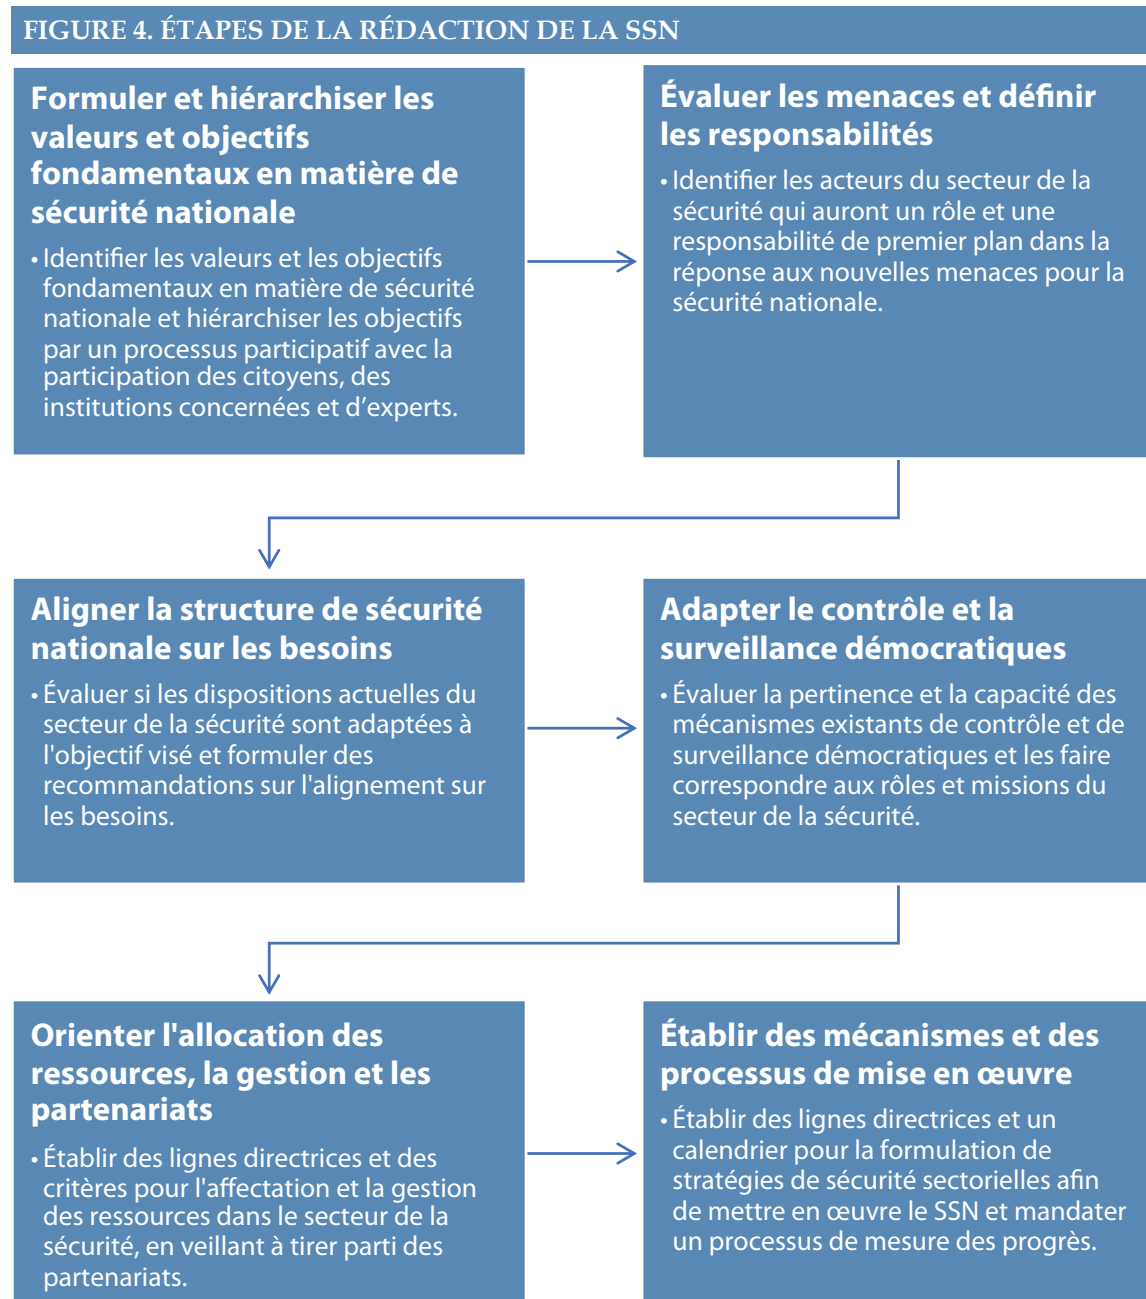 FIGURE 4. ÉTAPES DE LA RÉDACTION DE LA SSN
Formuler et hiérarchiser les
valeurs et objectifs
fondamentaux en matière de
sécurité nationale
• Identifier les valeurs et les objectifs
fondamentaux en matière de sécurité
nationale et hiérarchiser les objectifs
par un processus participatif avec la
participation des citoyens, des
institutions concernées et d’experts.
Évaluer les menaces et définir
les responsabilités
• Identifier les acteurs du secteur de la
sécurité qui auront un rôle et une
responsabilité de premier plan dans la
réponse aux nouvelles menaces pour la
sécurité nationale.
Aligner la structure de sécurité
nationale sur les besoins
• Évaluer si les dispositions actuelles du
secteur de la sécurité sont adaptées à
l'objectif visé et formuler des
recommandations sur l'alignement sur
les besoins.
Adapter le contrôle et la
surveillance démocratiques
• Évaluer la pertinence et la capacité des
mécanismes existants de contrôle et de
surveillance démocratiques et les faire
correspondre aux rôles et missions du
secteur de la sécurité.
Orienter l'allocation des
ressources, la gestion et les
partenariats
• Établir des lignes directrices et des
critères pour l'affectation et la gestion
des ressources dans le secteur de la
sécurité, en veillant à tirer parti des
partenariats.
Établir des mécanismes et des
processus de mise en œuvre
• Établir des lignes directrices et un
calendrier pour la formulation de
stratégies de sécurité sectorielles afin
de mettre en œuvre le SSN et mandater
un processus de mesure des progrès.